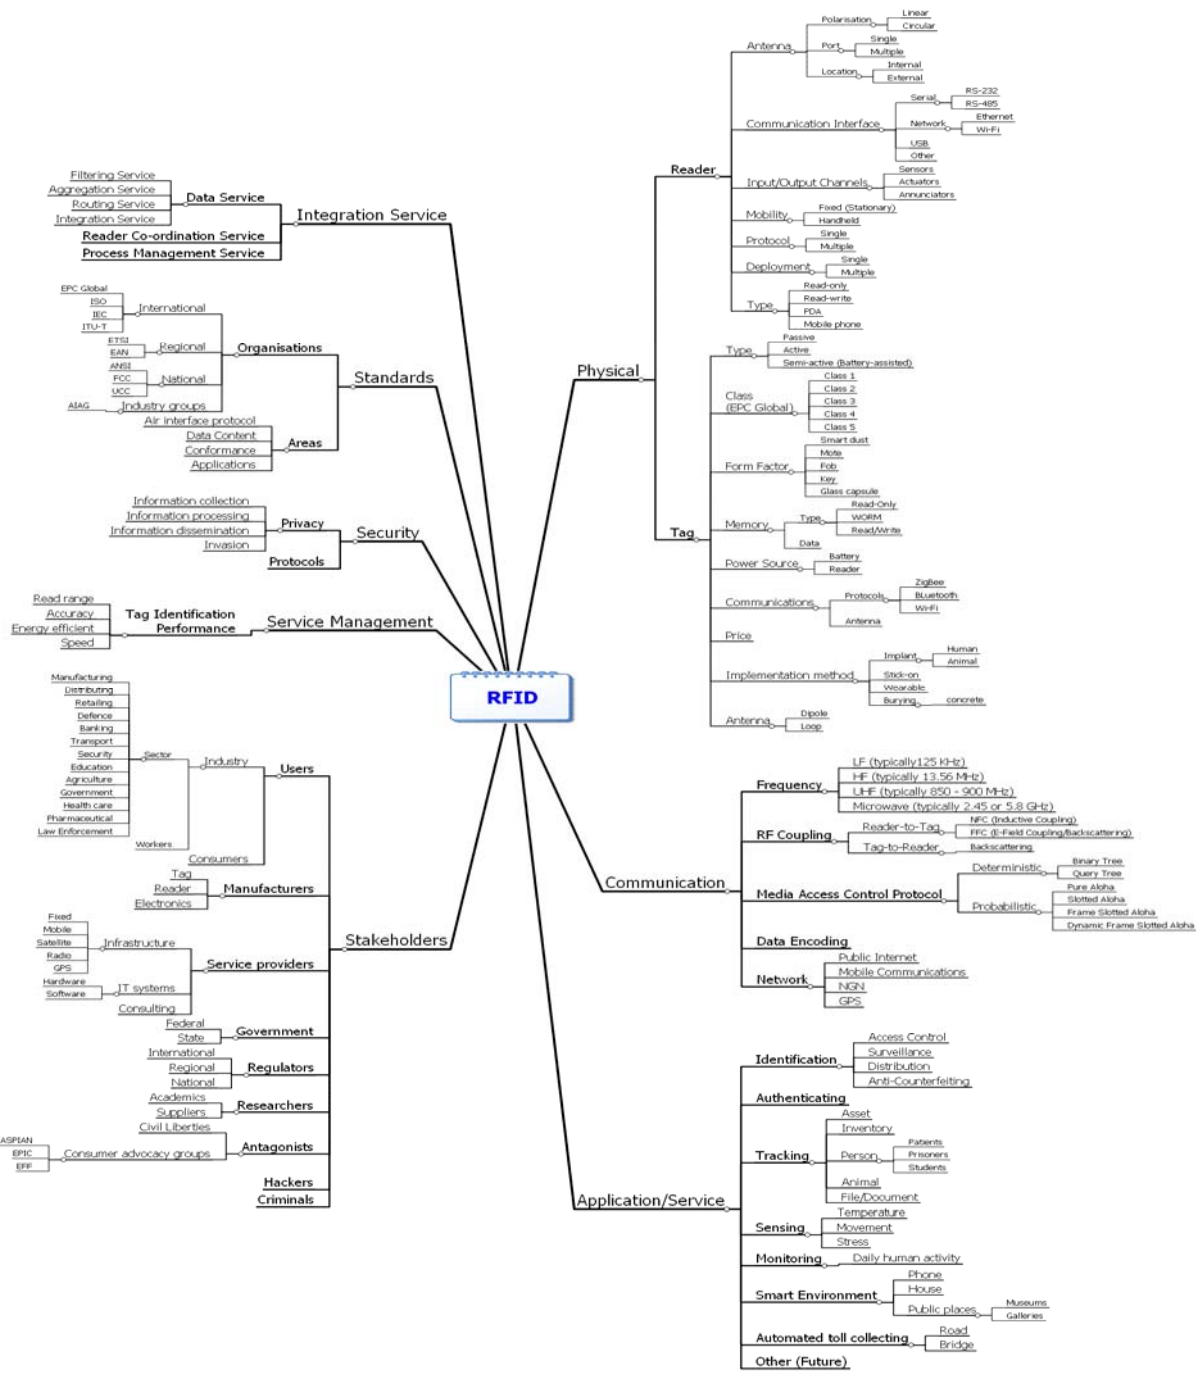 RFID
Physical
Reader
Antenna
Polarisation
Linear
Circular
Port
Single
Multiple
Location
Internal
External
Communication Interface
Serial
RS-232
RS-485
Network
Ethernet
Wi-Fi
USB
Other
Input/Output Channels
Sensors
Actuators
Annunciators
Mobility
Fixed (Stationary)
Handheld
Protocol
Single
Multiple
Deployment
Single
Multiple
Type
Read-only
Read-write
PDA
Mobile phone
Tag
Type
Passive
Active
Semi-active (Battery-assisted)
Class
(EPC Global)
Class 1
Class 2
Class 3
Class 4
Class 5
Form Factor
Smart dust
Mote
Fob
Key
Glass capsule
Memory
Type
Read-Only
WORM
Read/Write
Data
Power Source
Battery
Reader
Communications
Protocols
ZigBee
BLuetooth
Wi-Fi
Antenna
Price
Implementation method
Implant
Human
Animal
Stick-on
Wearable
Burying
concrete
Antenna
Dipole
Loop
Communication
Frequency
LF (typically125 KHz)
HF (typically 13.56 MHz)
UHF (typically 850 - 900 MHz)
Microwave (typically 2.45 or 5.8 GHz)
RF Coupling
Reader-to-Tag
NFC (Inductive Coupling)
FFC (E-Field Coupling/Backscattering)
Tag-to-Reader
Backscattering
Media Access Control Protocol
Deterministic
Binary Tree
Query Tree
Probabilistic
Pure Aloha
Slotted Aloha
Frame Slotted Aloha
Dynamic Frame Slotted Aloha
Data Encoding
Network
Public Internet
Mobile Communications
NGN
GPS
Application/Service
Identification
Access Control
Surveillance
Distribution
Anti-Counterfeiting
Authenticating
Tracking
Asset
Inventory
Person
Patients
Prisoners
Students
Animal
File/Document
Sensing
Temperature
Movement
Stress
Monitoring
Daily human activity
Smart Environment
Phone
House
Public places
Museums
Galleries
Automated toll collecting
Road
Bridge
Other (Future)
Integration Service
Data Service
Filtering Service
Aggregation Service
Routing Service
Integration Service
Reader Co-ordination Service
Process Management Service
Standards
Organisations
International
EPC Global
ISO
IEC
ITU-T
Regional
ETSI
EAN
National
ANSI
FCC
UCC
Industry groups
AIAG
Areas
Air interface protocol
Data Content
Conformance
Applications
Security
Privacy
Information collection
Information processing
Information dissemination
Invasion
Protocols
Service Management
Tag Identification
Performance
Read range
Accuracy
Energy efficient
Speed
Stakeholders
Users
Industry
Sector
Manufacturing
Distributing
Retailing
Defence
Banking
Transport
Security
Education
Agriculture
Government
Health care
Pharmaceutical
Law Enforcement
Workers
Consumers
Manufacturers
Tag
Reader
Electronics
Service providers
Infrastructure
Fixed
Mobile
Satellite
Radio
GPS
IT systems
Hardware
Software
Consulting
Government
Federal
State
Regulators
International
Regional
National
Researchers
Academics
Suppliers
Antagonists
Civil Liberties
Consumer advocacy groups
ASPIAN
EPIC
EFF
Hackers
Criminals